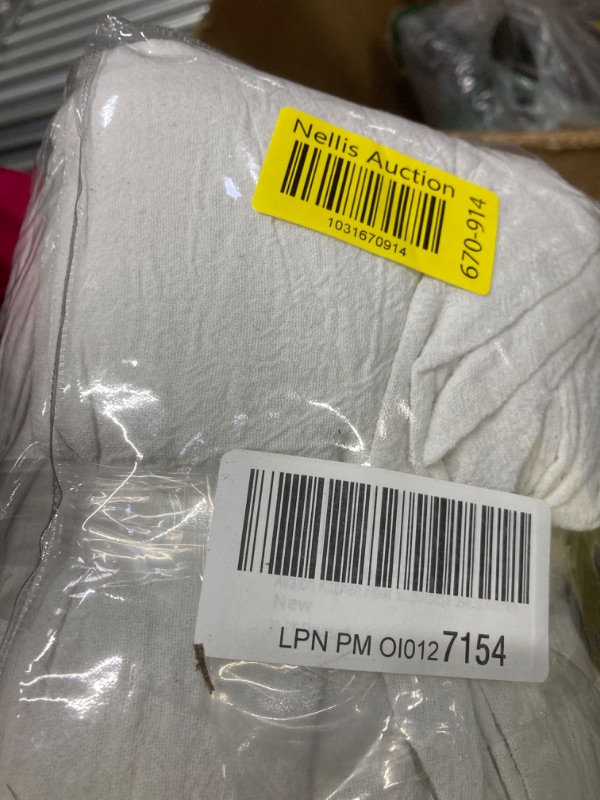 Nellis Auction
1031670914
670-914
New
LPN PM OI0127154